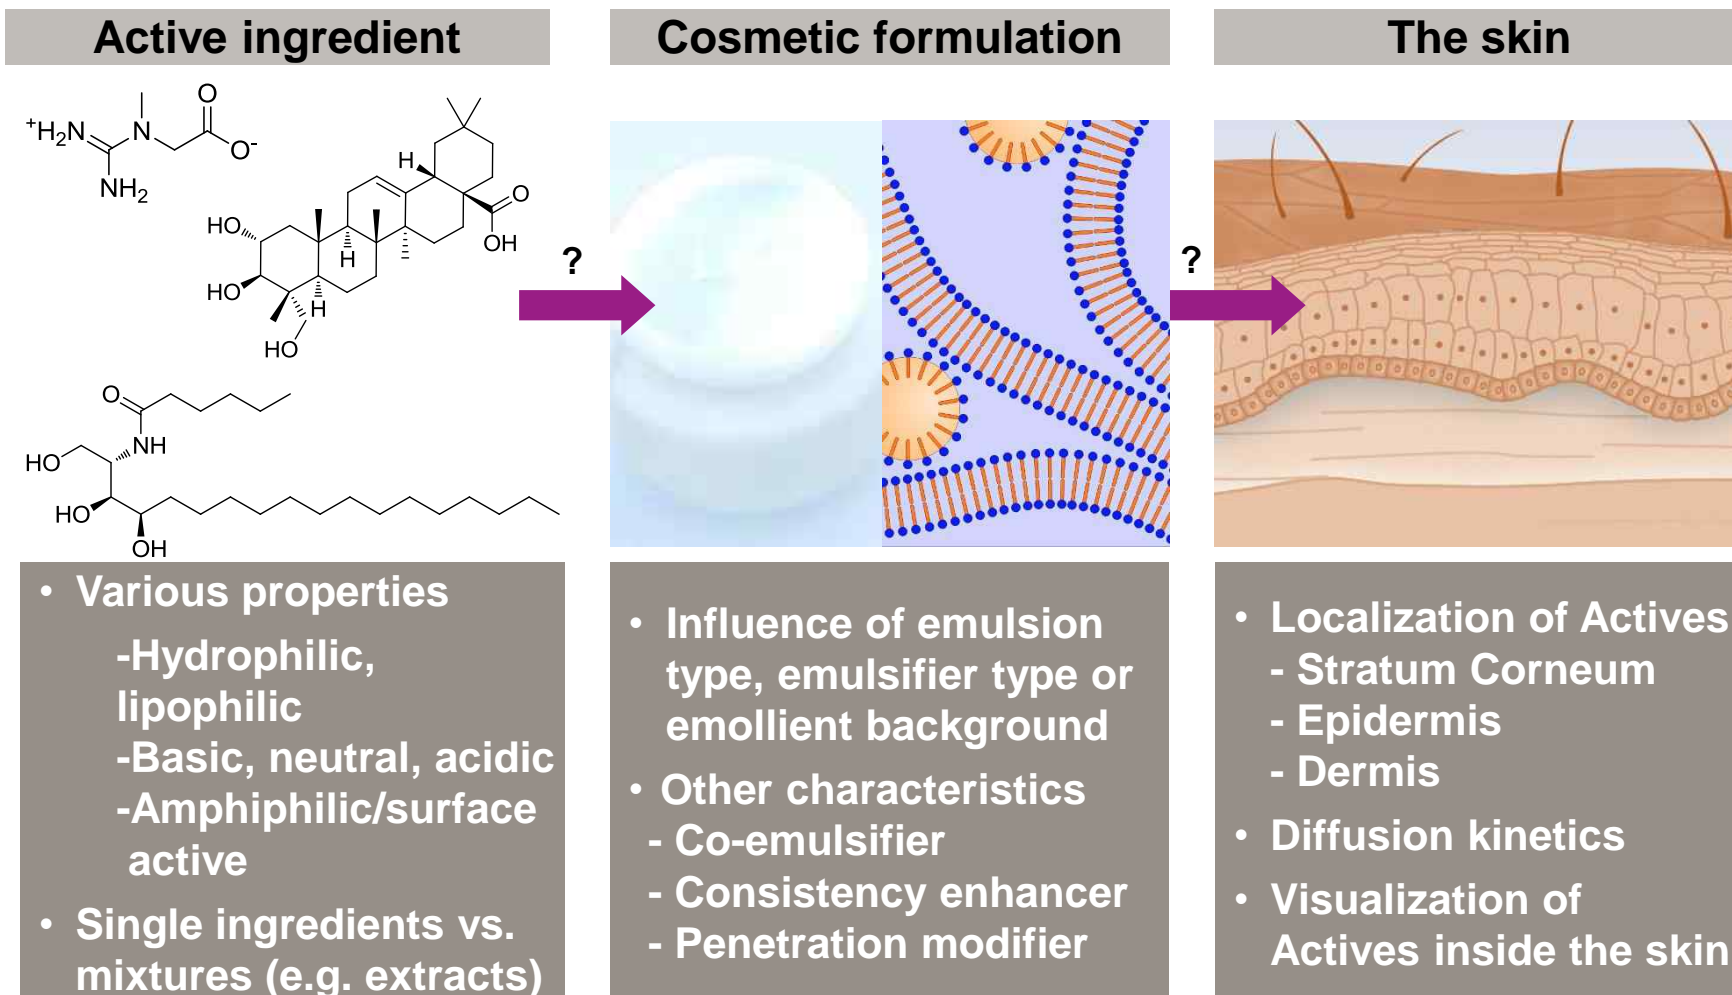 Active ingredient
Cosmetic formulation
The skin
O
+H2N
N
O-
NH2
H
O
OH
HO
H
HO
H
HO
?
?
O
NH
HO
HO
OH
• Various properties
-Hydrophilic,
lipophilic
-Basic, neutral, acidic
-Amphiphilic/surface
active
• Single ingredients vs.
mixtures (e.g. extracts)
• Influence of emulsion
type, emulsifier type or
emollient background
• Other characteristics
- Co-emulsifier
- Consistency enhancer
- Penetration modifier
• Localization of Actives
- Stratum Corneum
- Epidermis
- Dermis
• Diffusion kinetics
• Visualization of
Actives inside the skin